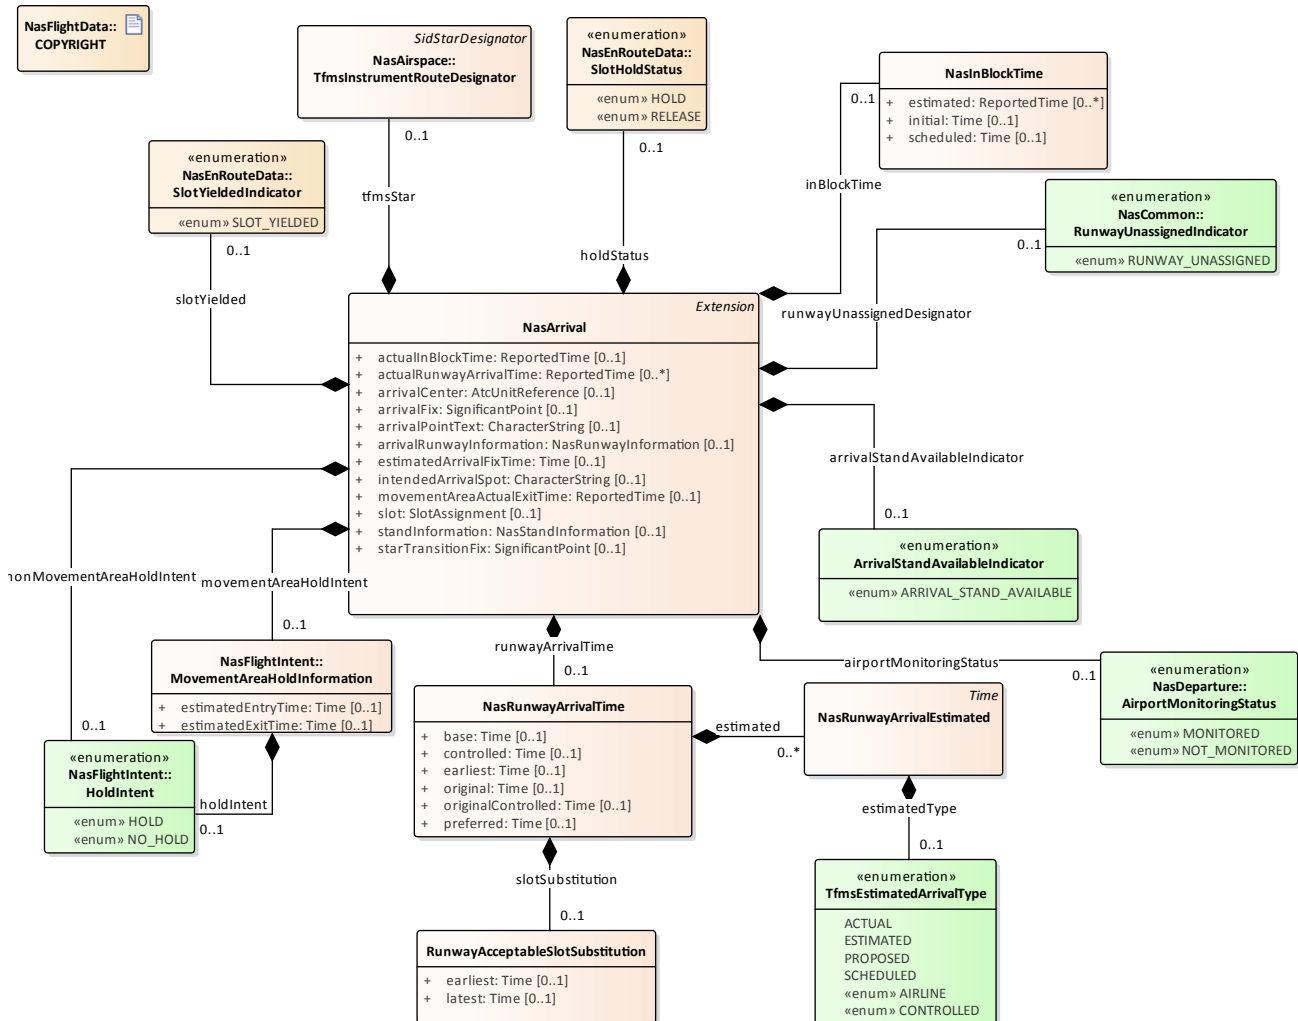 NasFlightData::
COPYRIGHT
SidStarDesignator
NasAirspace::
TfmsInstrumentRouteDesignator
0..1
tfmsStar
«enumeration»
NasEnRouteData::
SlotHoldStatus
«enum» HOLD
«enum» RELEASE
0..1
holdStatus
NasInBlockTime
+ estimated: ReportedTime [0..*]
+ initial: Time [0..1]
+ scheduled: Time [0..1]
0..1
inBlockTime
«enumeration»
NasEnRouteData::
SlotYieldedIndicator
«enum» SLOT_YIELDED
0..1
slotYielded
«enumeration»
NasCommon::
RunwayUnassignedIndicator
«enum» RUNWAY_UNASSIGNED
0..1
runwayUnassignedDesignator
Extension
NasArrival
+ actualInBlockTime: ReportedTime [0..1]
+ actualRunwayArrivalTime: ReportedTime [0..*]
+ arrivalCenter: AtcUnitReference [0..1]
+ arrivalFix: SignificantPoint [0..1]
+ arrivalPointText: CharacterString [0..1]
+ arrivalRunwayInformation: NasRunwayInformation [0..1]
+ estimatedArrivalFixTime: Time [0..1]
+ intendedArrivalSpot: CharacterString [0..1]
+ movementAreaActualExitTime: ReportedTime [0..1]
+ slot: SlotAssignment [0..1]
+ standInformation: NasStandInformation [0..1]
+ starTransitionFix: SignificantPoint [0..1]
arrivalStandAvailableIndicator
0..1
«enumeration»
ArrivalStandAvailableIndicator
«enum» ARRIVAL_STAND_AVAILABLE
nonMovementAreaHoldIntent
movementAreaHoldIntent
0..1
NasFlightIntent::
MovementAreaHoldInformation
+ estimatedEntryTime: Time [0..1]
+ estimatedExitTime: Time [0..1]
0..1
«enumeration»
NasFlightIntent::
HoldIntent
«enum» HOLD
«enum» NO_HOLD
holdIntent
0..1
runwayArrivalTime
0..1
NasRunwayArrivalTime
+ base: Time [0..1]
+ controlled: Time [0..1]
+ earliest: Time [0..1]
+ original: Time [0..1]
+ originalControlled: Time [0..1]
+ preferred: Time [0..1]
estimated
0..*
Time
NasRunwayArrivalEstimated
airportMonitoringStatus
0..1
«enumeration»
NasDeparture::
AirportMonitoringStatus
«enum» MONITORED
«enum» NOT_MONITORED
estimatedType
0..1
«enumeration»
TfmsEstimatedArrivalType
ACTUAL
ESTIMATED
PROPOSED
SCHEDULED
«enum» AIRLINE
«enum» CONTROLLED
slotSubstitution
0..1
RunwayAcceptableSlotSubstitution
+ earliest: Time [0..1]
+ latest: Time [0..1]